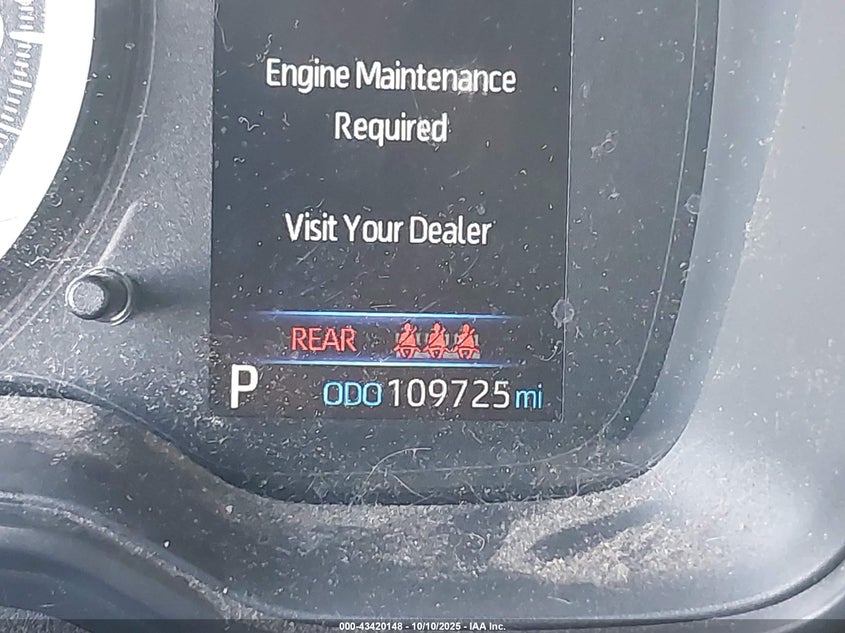 Engine Maintenance
Required
Visit Your Dealer
REAR
P ODO 109725 mi
000-43420148 - 10/10/2025 - IAA Inc.